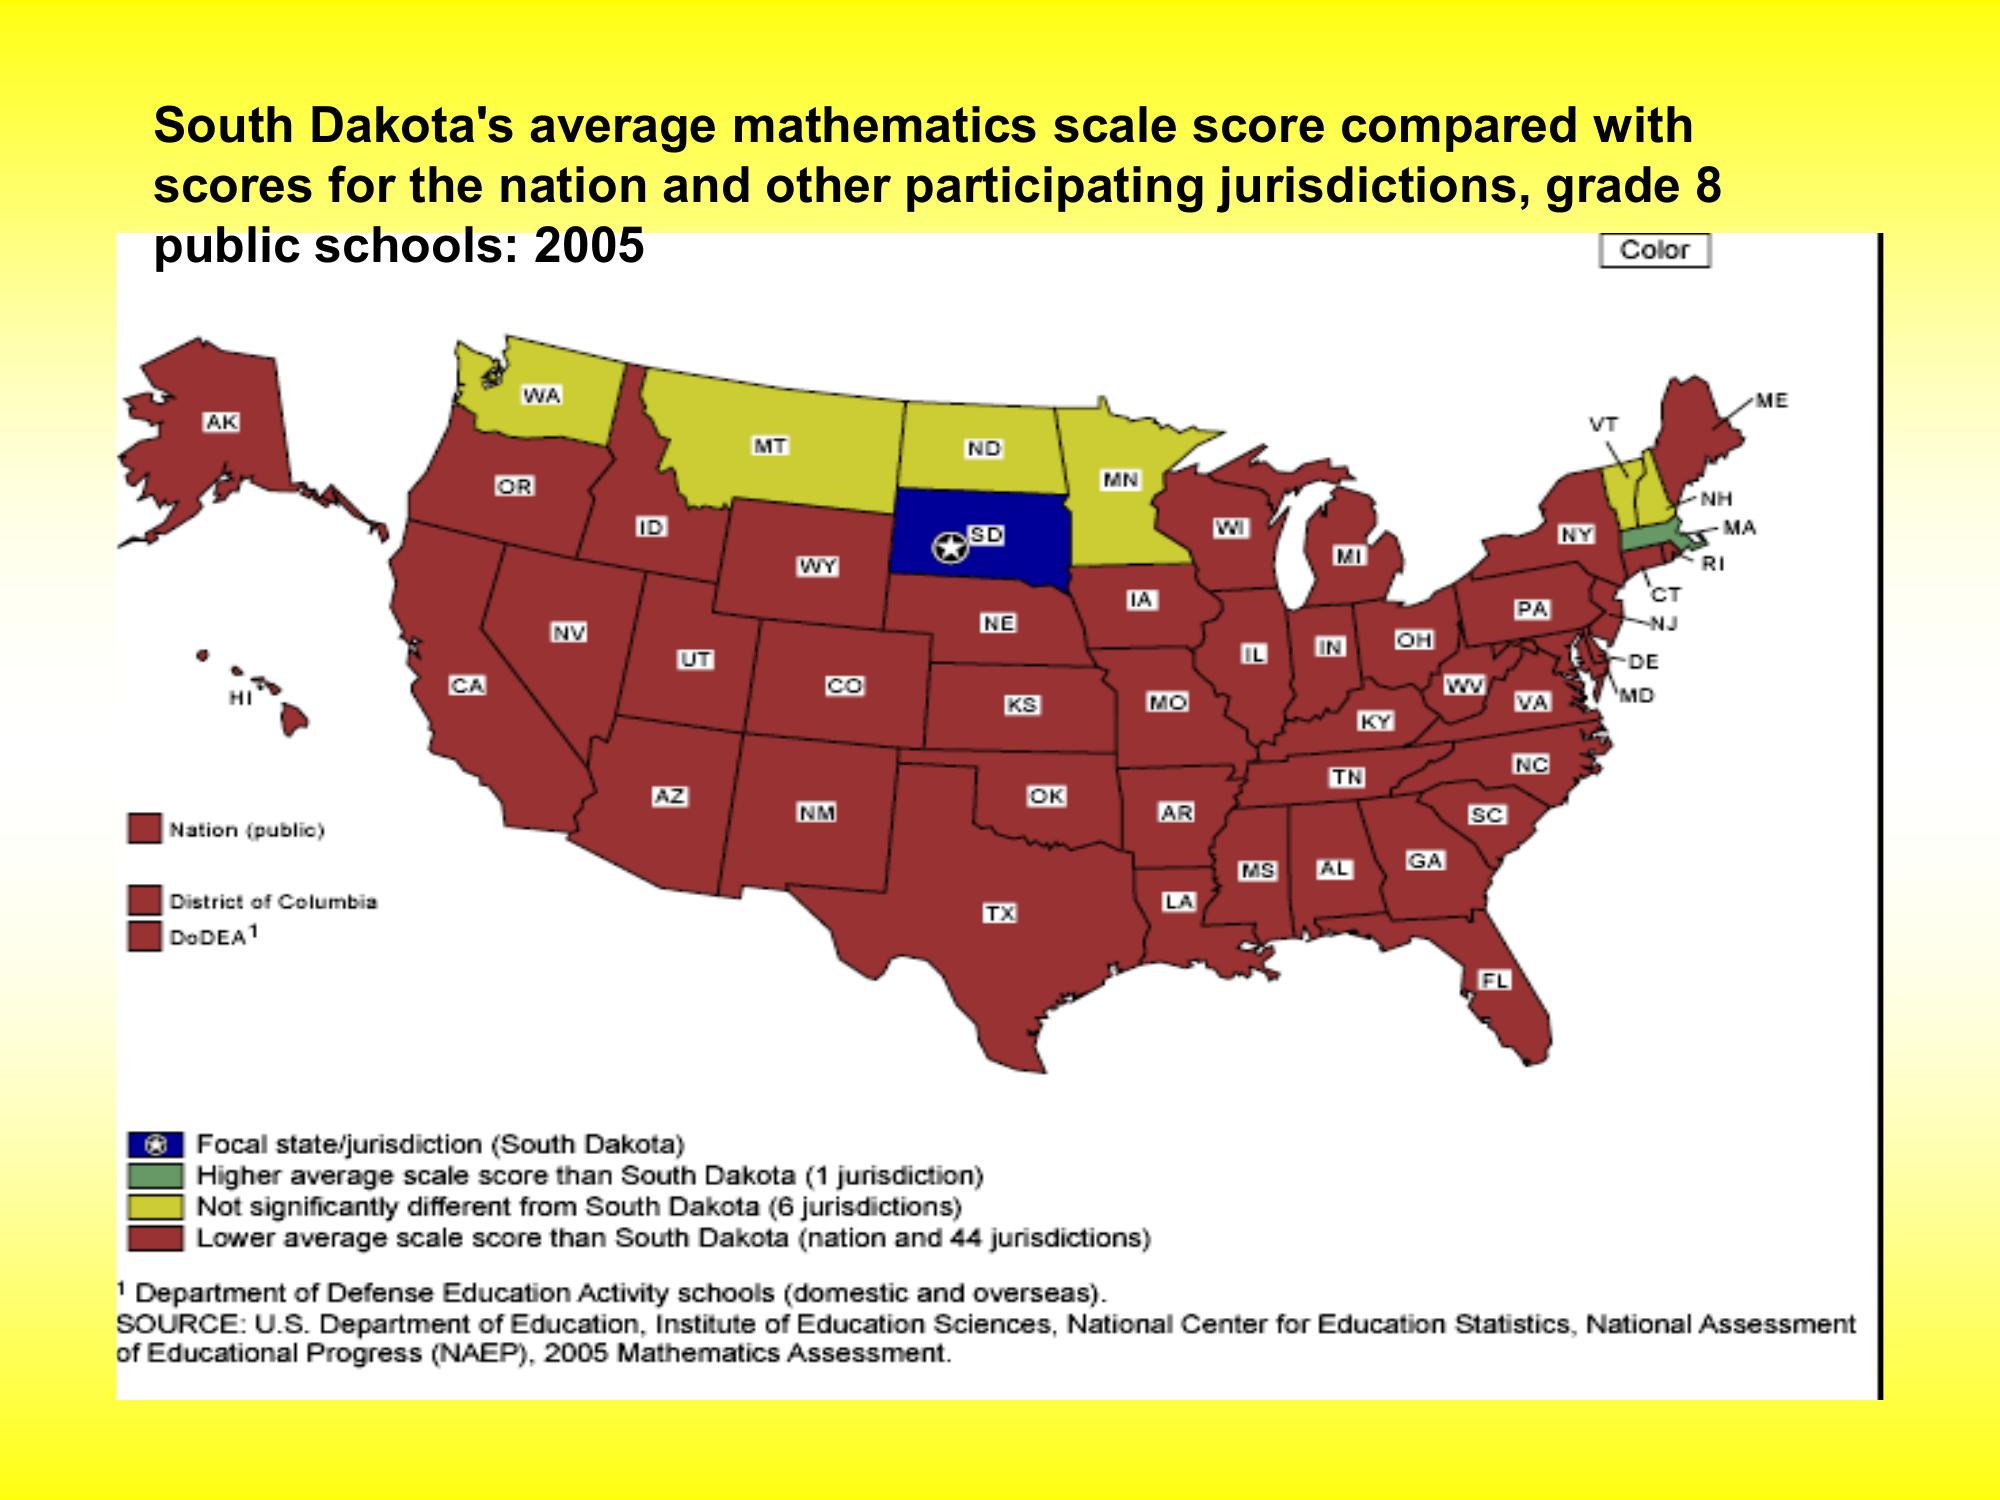 South Dakota's average mathematics scale score compared with
scores for the nation and other participating jurisdictions, grade 8
public schools: 2005
Color
AK
WA
MT
ND
MN
VT
ME
OR
ID
SD
WI
NH
MA
NY
MI
RI
WY
CT
IA
PA
NJ
NE
NV
OH
IN
UT
IL
DE
CA
CO
WV
MD
HI
KS
MO
VA
KY
NC
TN
AZ
NM
OK
AR
SC
Nation (public)
MS
AL
GA
District of Columbia
LA
TX
DoDEA¹
FL
Focal state/jurisdiction (South Dakota)
Higher average scale score than South Dakota (1 jurisdiction)
Not significantly different from South Dakota (6 jurisdictions)
Lower average scale score than South Dakota (nation and 44 jurisdictions)
¹ Department of Defense Education Activity schools (domestic and overseas).
SOURCE: U.S. Department of Education, Institute of Education Sciences, National Center for Education Statistics, National Assessment
of Educational Progress (NAEP), 2005 Mathematics Assessment.